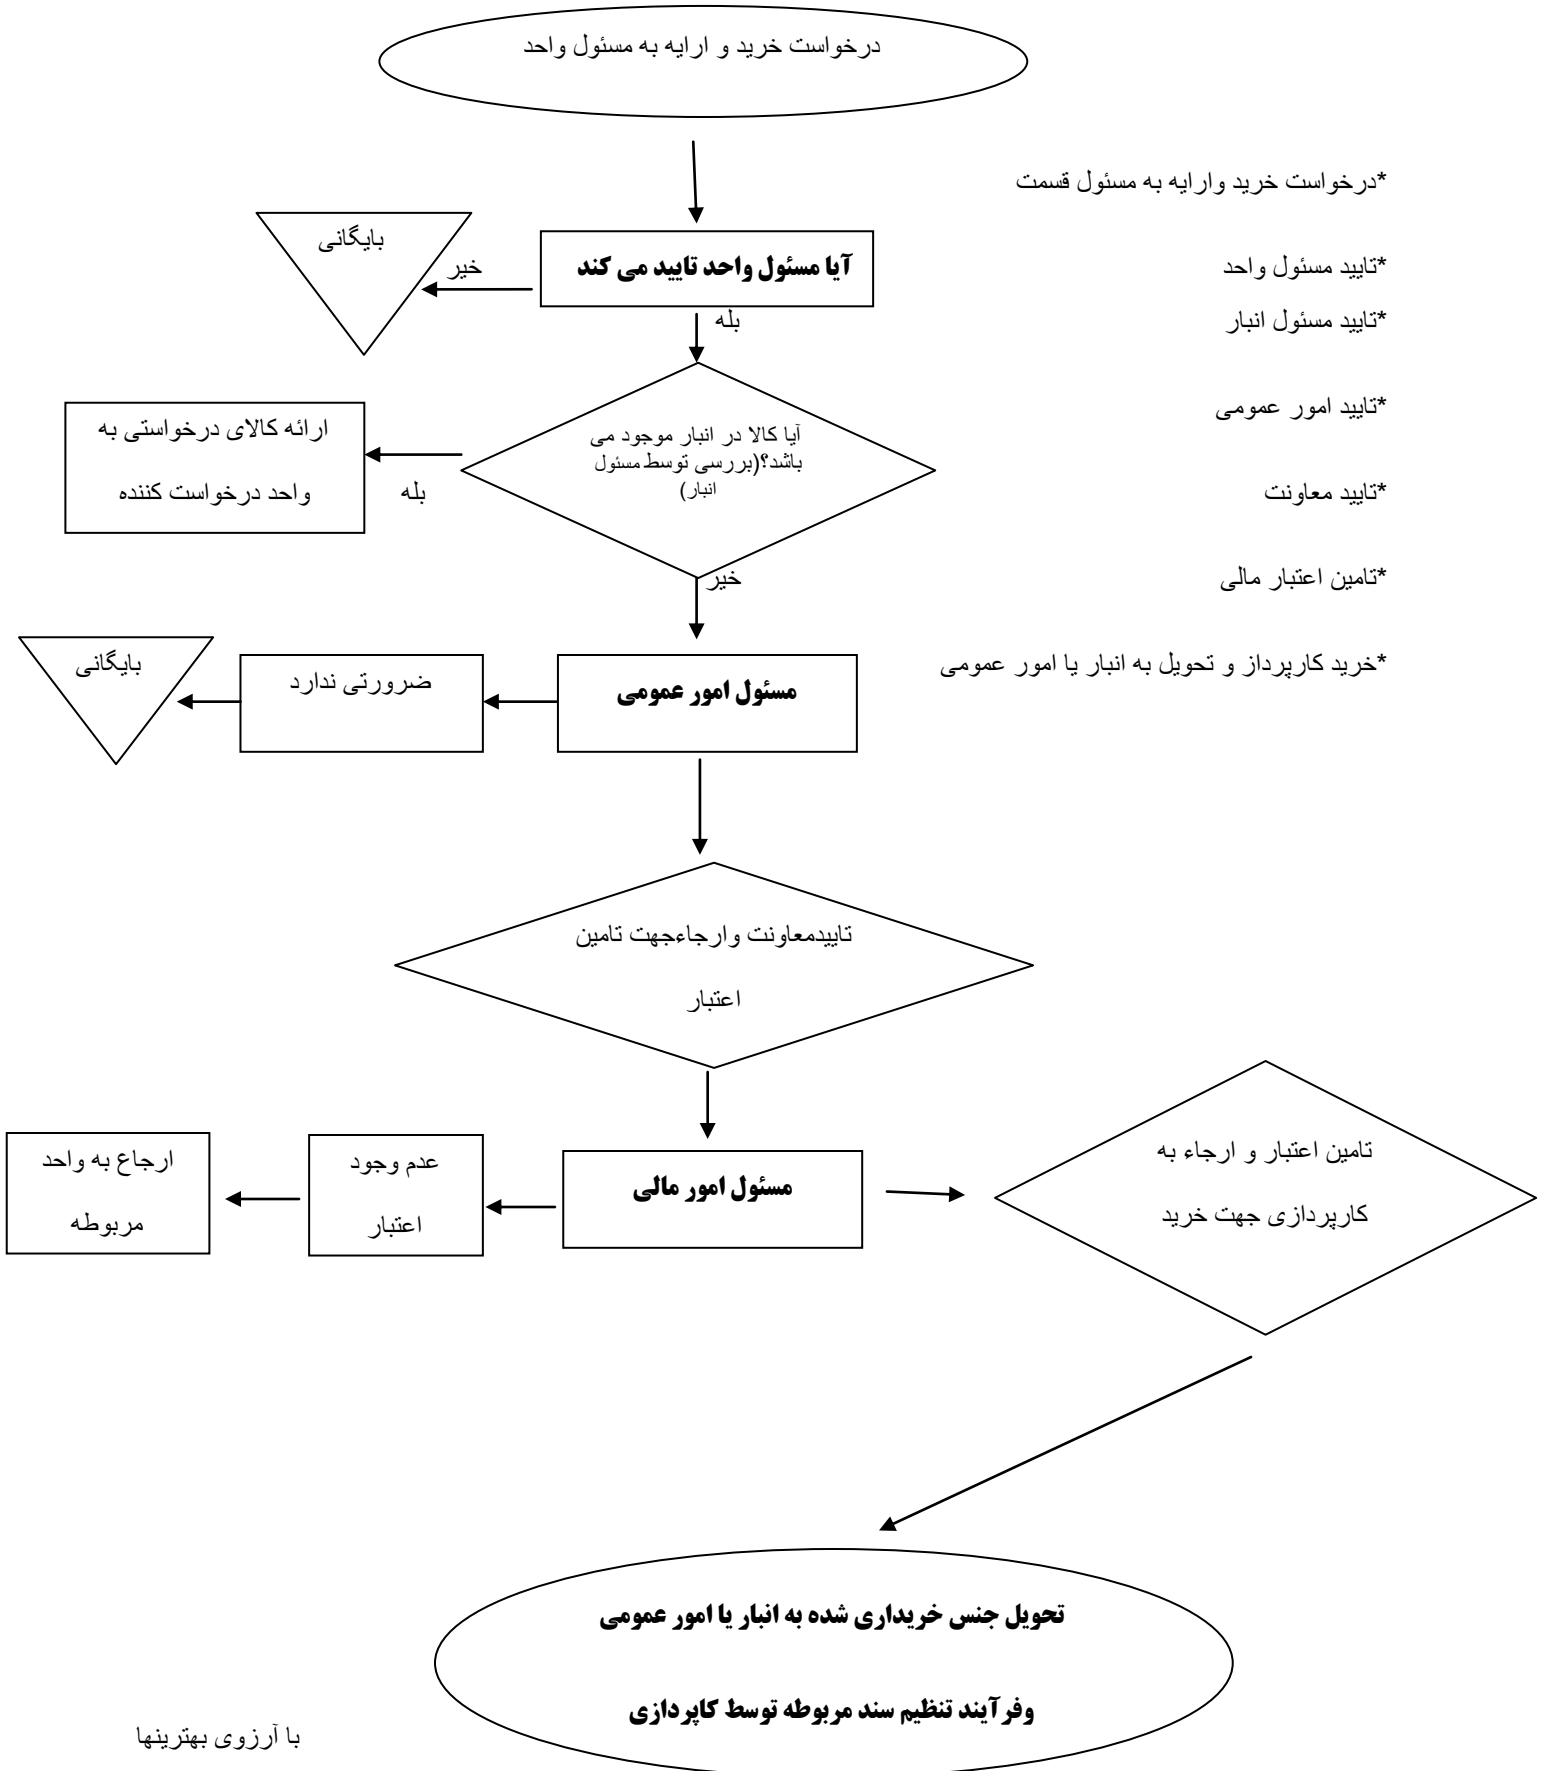 درخواست خرید و ارایه به مسئول واحد
*درخواست خرید وارایه به مسئول قسمت
بایگانی
خیر
آیا مسئول واحد تایید می کند
*تایید مسئول واحد
بله
*تایید مسئول انبار
*تایید امور عمومی
ارائه کالای درخواستی به
واحد درخواست کننده
بله
آیا کالا در انبار موجود می
باشد؟(بررسی توسط مسئول
انبار)
*تایید معاونت
خیر
*تامین اعتبار مالی
*خرید کارپرداز و تحویل به انبار یا امور عمومی
مسئول امور عمومی
ضرورتی ندارد
بایگانی
تاییدمعاونت وارجاءجهت تامین
اعتبار
تامین اعتبار و ارجاء به
کارپردازی جهت خرید
مسئول امور مالی
عدم وجود
اعتبار
ارجاع به واحد
مربوطه
تحویل جنس خریداری شده به انبار یا امور عمومی
وفرآیند تنظیم سند مربوطه توسط کاپردازی
با آرزوی بهترینها